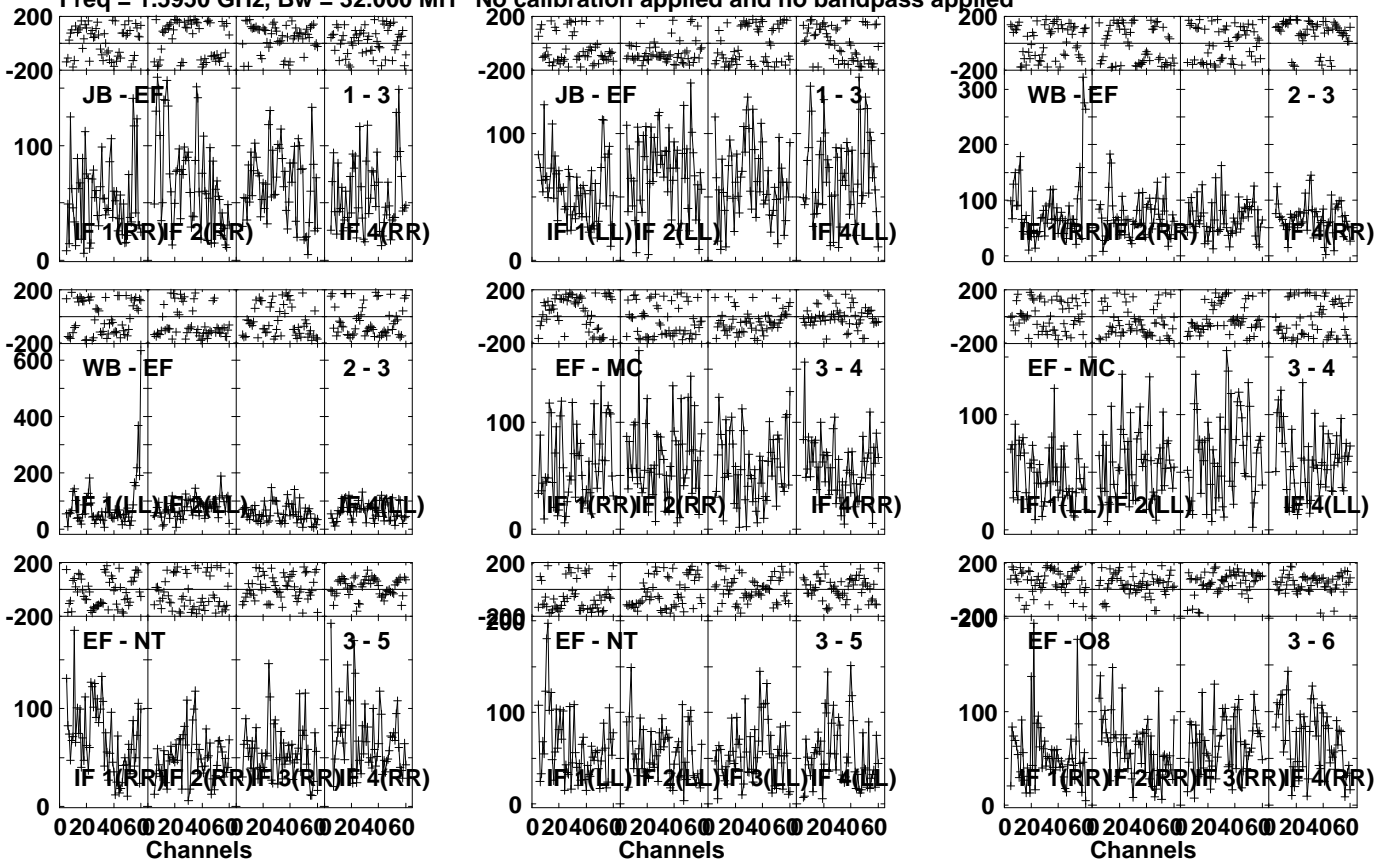 Freq = 1.5950 GHz, Bw = 32.000 MH No calibration applied and no bandpass applied
200
-200
JB - EF 1 - 3
100
IF 1(RR) IF 2(RR) IF 4(RR)
0
JB - EF 1 - 3
100
IF 1(LL) IF 2(LL) IF 4(LL)
0
200
-200
300
WB - EF 2 - 3
200
100
IF 1(RR) IF 2(RR) IF 4(RR)
0
200
-200
600
WB - EF 2 - 3
400
200
IF 1(LL) IF 2(LL) IF 4(LL)
0
200
-200
EF - MC 3 - 4
100
IF 1(RR) IF 2(RR) IF 4(RR)
0
200
-200
EF - MC 3 - 4
100
IF 1(LL) IF 2(LL) IF 4(LL)
0
200
-200
EF - NT 3 - 5
100
IF 1(RR) IF 2(RR) IF 3(RR) IF 4(RR)
0
0 20 40 60 0 20 40 60 0 20 40 60 0 20 40 60
Channels
200
-200
200
EF - NT 3 - 5
100
IF 1(LL) IF 2(LL) IF 3(LL) IF 4(LL)
0
0 20 40 60 0 20 40 60 0 20 40 60 0 20 40 60
Channels
200
-200
200
EF - O8 3 - 6
100
IF 1(RR) IF 2(RR) IF 3(RR) IF 4(RR)
0
0 20 40 60 0 20 40 60 0 20 40 60 0 20 40 60
Channels